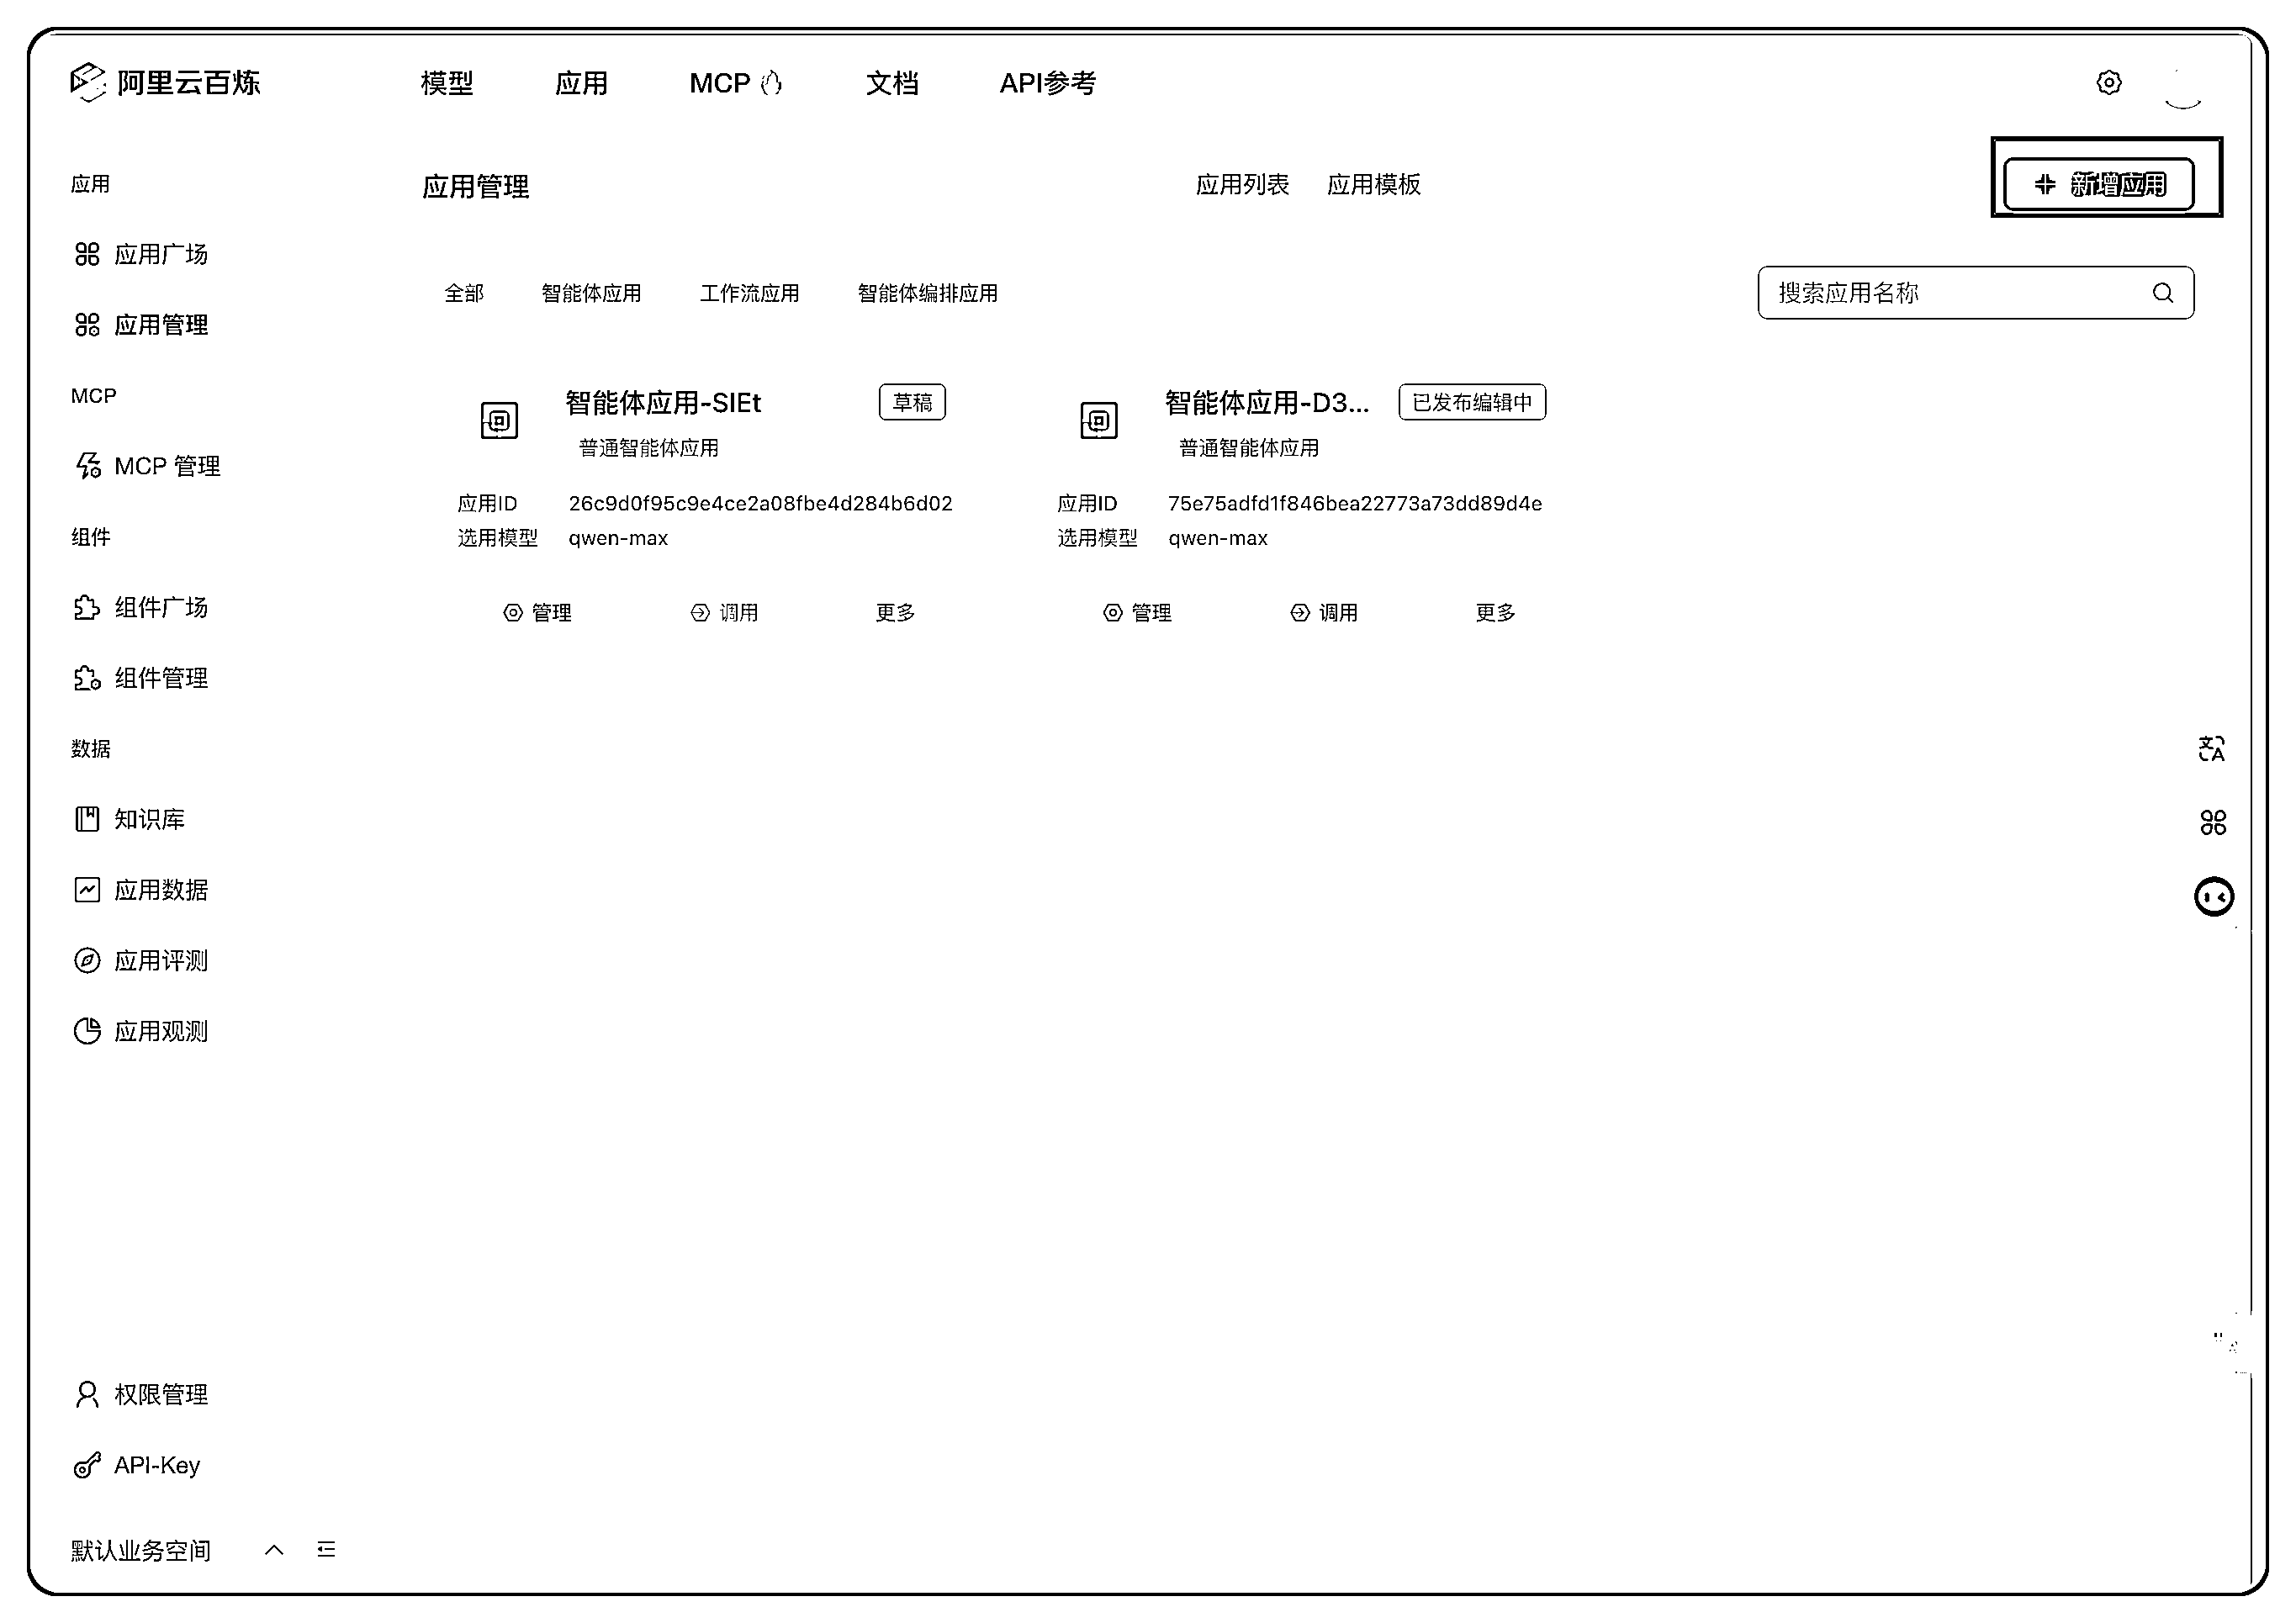 阿里云百炼 模型 应用 MCP 文档 API参考
应用
应用广场
应用管理
MCP
MCP 管理
组件
组件广场
组件管理
数据
知识库
应用数据
应用评测
应用观测
权限管理
API-Key
默认业务空间
应用管理 应用列表 应用模板 新增应用
全部 智能体应用 工作流应用 智能体编排应用 搜索应用名称
智能体应用-SIEt 草稿
普通智能体应用
应用ID 26c9d0f95c9e4ce2a08fbe4d284b6d02
选用模型 qwen-max
管理 调用 更多
智能体应用-D3... 已发布编辑中
普通智能体应用
应用ID 75e75adfd1f846bea22773a73dd89d4e
选用模型 qwen-max
管理 调用 更多